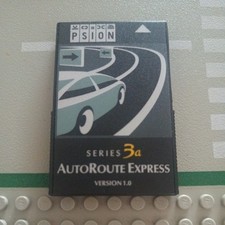 PSION
SERIES 3a
AUTOROUTE EXPRESS
VERSION 1.0